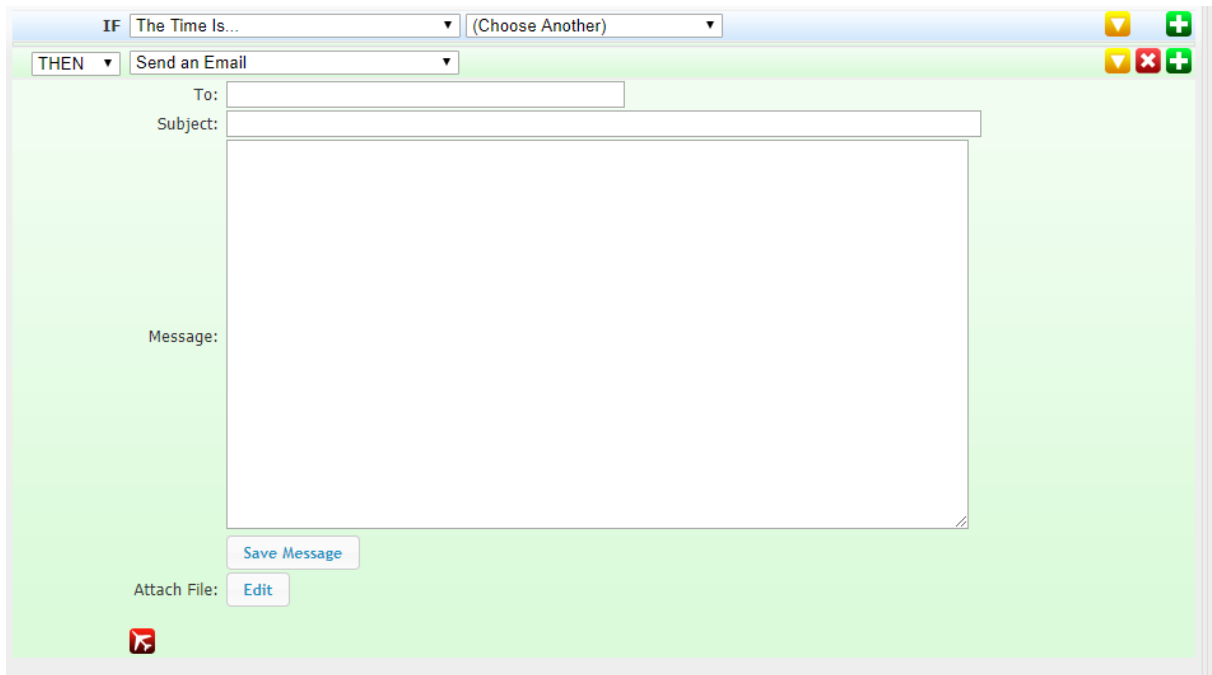 IF The Time Is... (Choose Another)
THEN Send an Email
To:
Subject:
Message:
Save Message
Attach File: Edit